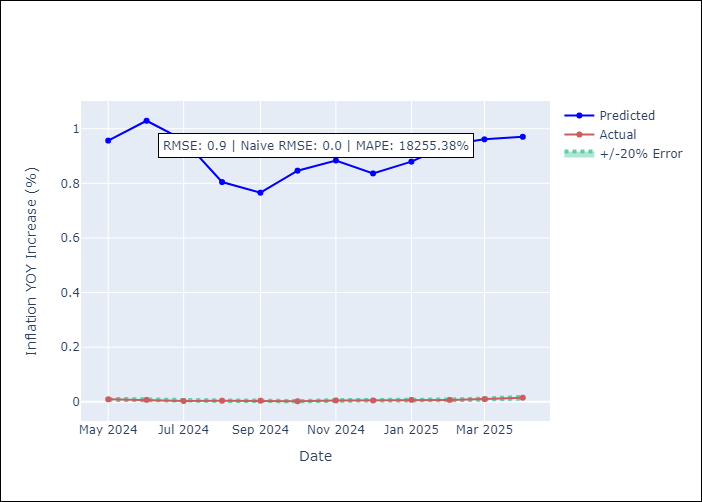 Predicted
Actual
+/-20% Error
RMSE: 0.9 | Naive RMSE: 0.0 | MAPE: 18255.38%
1
0.8
0.6
0.4
0.2
0
Inflation YOY Increase (%)
May 2024
Jul 2024
Sep 2024
Nov 2024
Jan 2025
Mar 2025
Date